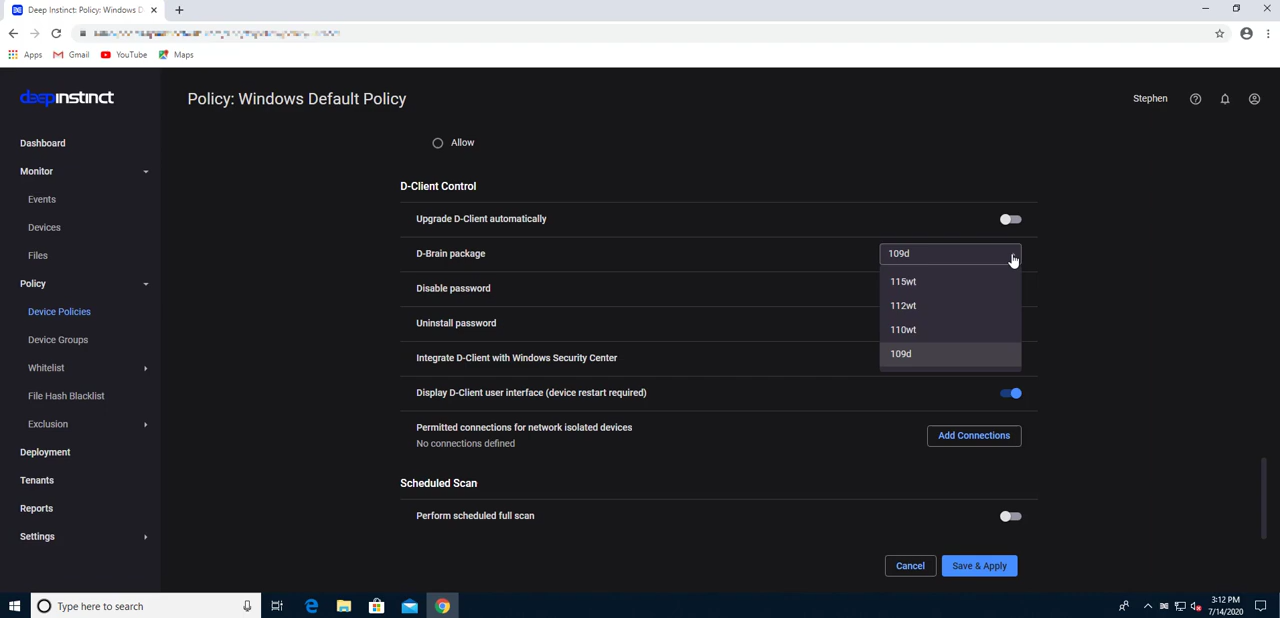 Deep Instinct: Policy: Windows D
Apps Gmail YouTube Maps
deepinstinct
Policy: Windows Default Policy
Stephen
Dashboard
Monitor
Events
Devices
Files
Policy
Device Policies
Device Groups
Whitelist
File Hash Blacklist
Exclusion
Deployment
Tenants
Reports
Settings
Allow
D-Client Control
Upgrade D-Client automatically
D-Brain package
109d
115wt
112wt
110wt
109d
Disable password
Uninstall password
Integrate D-Client with Windows Security Center
Display D-Client user interface (device restart required)
Permitted connections for network isolated devices
No connections defined
Add Connections
Scheduled Scan
Perform scheduled full scan
Cancel
Save & Apply
Type here to search
3:12 PM
7/14/2020